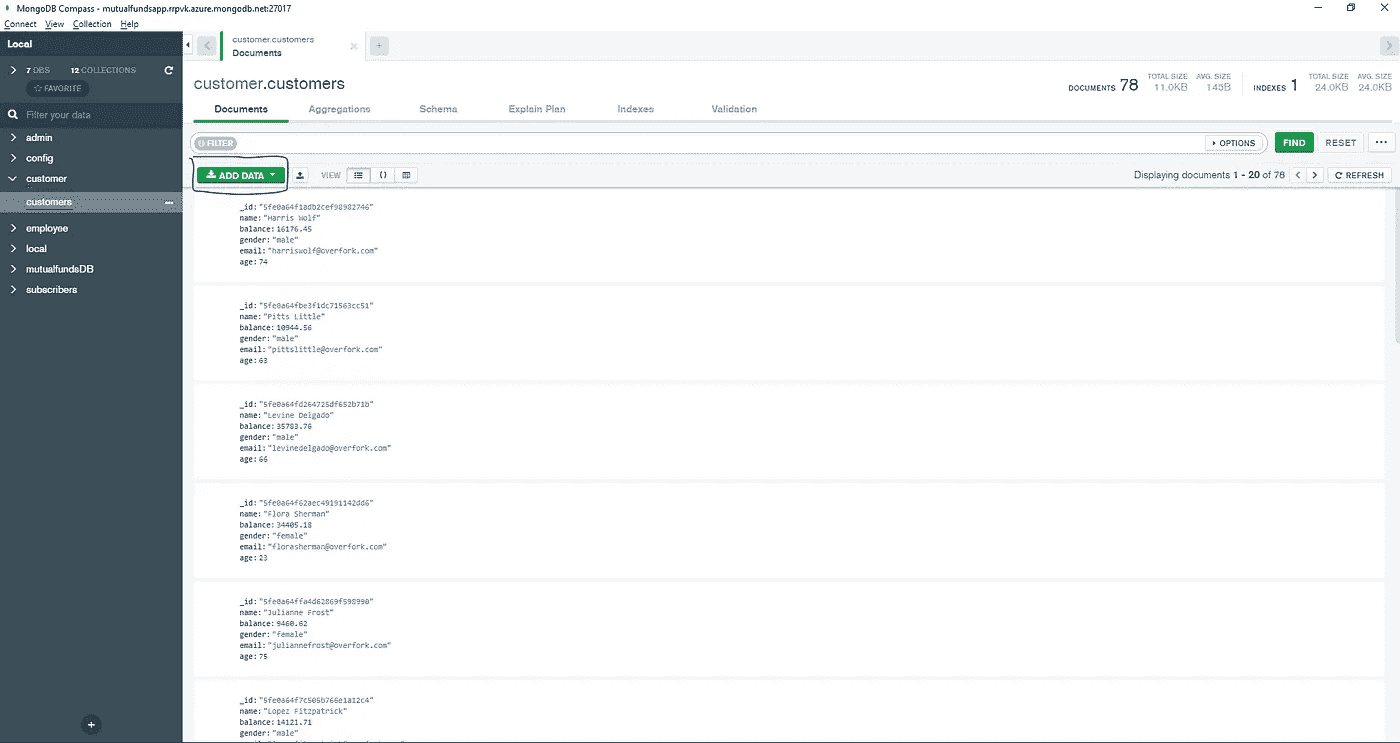 MongoDB Compass - mutualfundsapp.rrpvk.azure.mongodb.net:27017
Connect View Collection Help
Local
7 DBS 12 COLLECTIONS
☆ FAVORITE
Filter your data
admin
config
customer
customers
employee
local
mutualfundsDB
subscribers
customer.customers
Documents
customer.customers
DOCUMENTS 78 TOTAL SIZE 11.0KB AVG. SIZE 145B INDEXES 1 TOTAL SIZE 24.0KB AVG. SIZE 24.0KB
Documents Aggregations Schema Explain Plan Indexes Validation
FILTER OPTIONS FIND RESET ...
ADD DATA VIEW {} Displaying documents 1 - 20 of 78 < > REFRESH
_id: "5fe0a64f1adb2cef98982746"
name: "Harris Wolf"
balance: 16176.45
gender: "male"
email: "harriswolf@overfork.com"
age: 74
_id: "5fe0a64fbe3f1dc71563cc51"
name: "Pitts Little"
balance: 10944.56
gender: "male"
email: "pittslittle@overfork.com"
age: 63
_id: "5fe0a64fd264725df652b71b"
name: "Levine Delgado"
balance: 35783.76
gender: "male"
email: "levinedelgado@overfork.com"
age: 66
_id: "5fe0a64f62aec49191142dd6"
name: "Flora Sherman"
balance: 34405.18
gender: "female"
email: "florasherman@overfork.com"
age: 23
_id: "5fe0a64ffa4d62869f598990"
name: "Julianne Frost"
balance: 9460.62
gender: "female"
email: "juliannefrost@overfork.com"
age: 75
_id: "5fe0a64f7c505b766e1a12c4"
name: "Lopez Fitzpatrick"
balance: 14121.71
gender: "male"